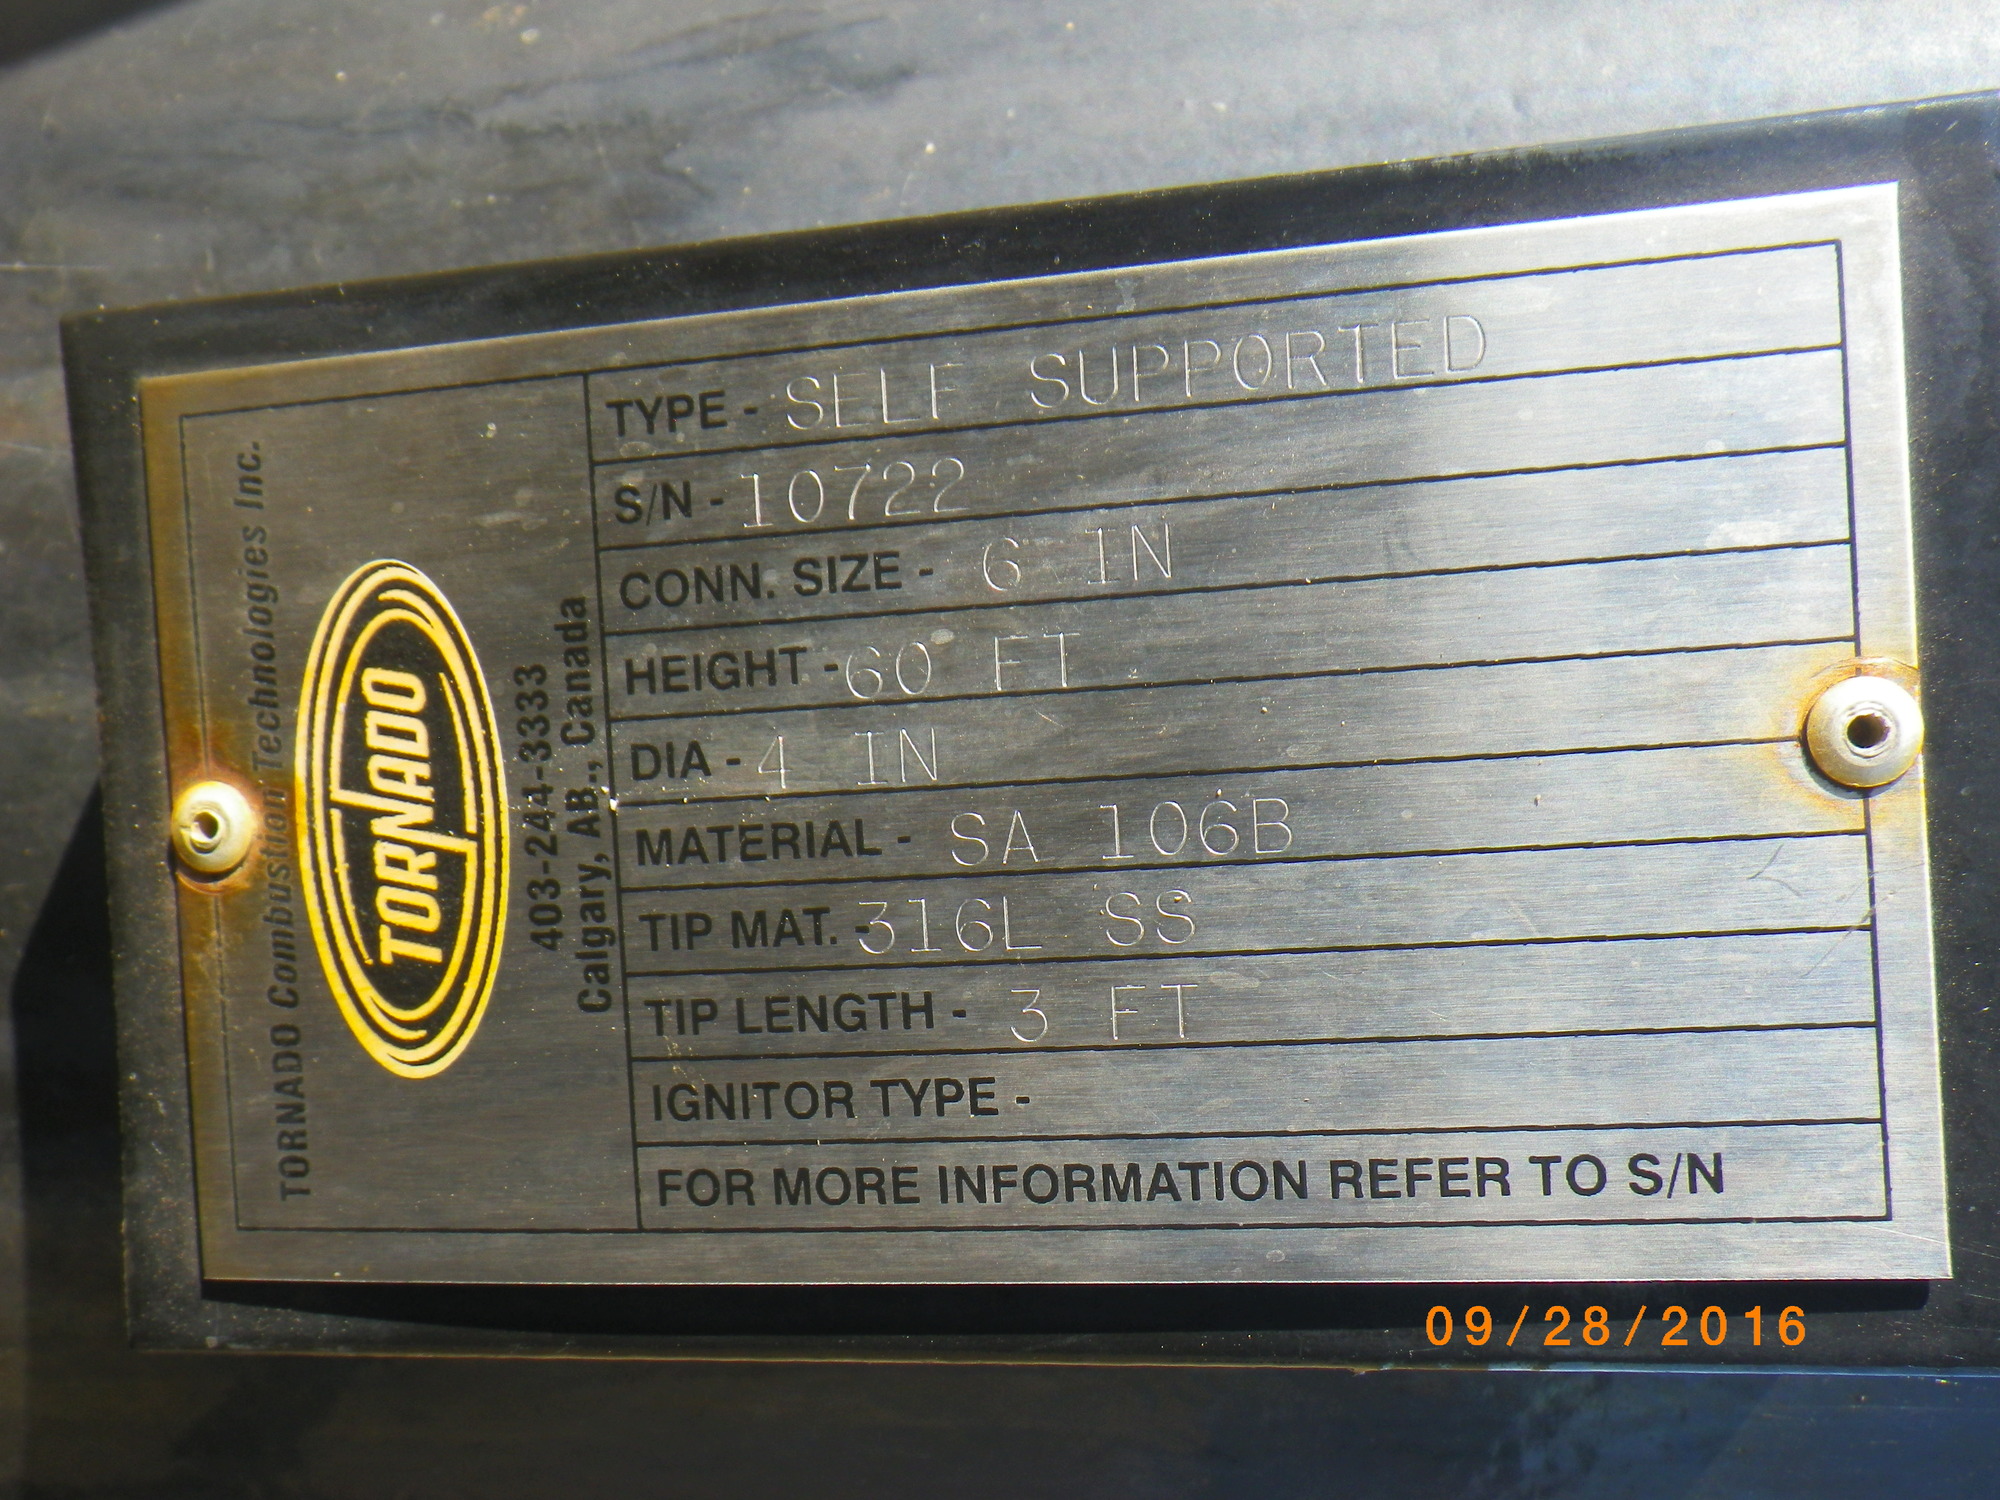 TORNADO Combustion Technologies Inc.
TORNADO
403-244-3333
Calgary, AB., Canada
TYPE - SELF SUPPORTED
S/N - 10722
CONN. SIZE - 6 IN
HEIGHT - 60 FT
DIA - 4 IN
MATERIAL - SA 106B
TIP MAT. - 316L SS
TIP LENGTH - 3 FT
IGNITOR TYPE -
FOR MORE INFORMATION REFER TO S/N
09/28/2016